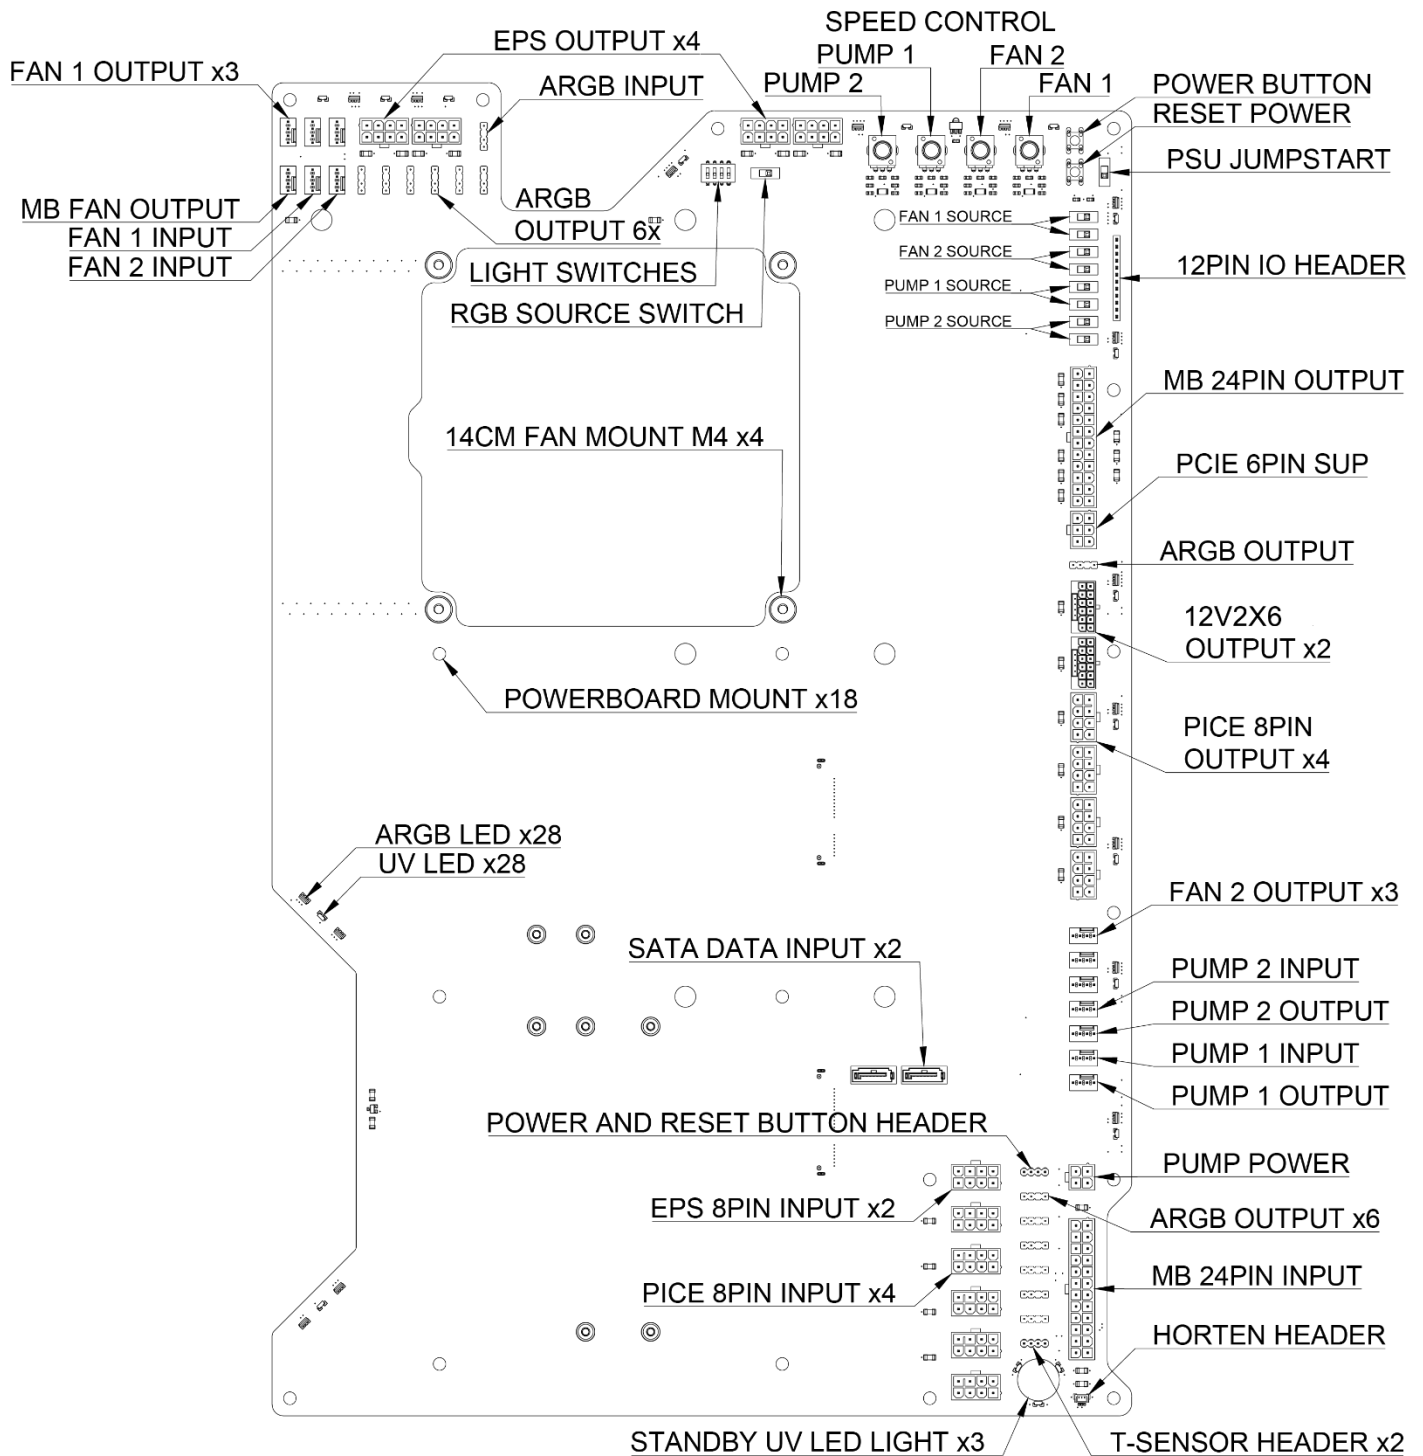 SPEED CONTROL
EPS OUTPUT x4
PUMP 1
FAN 2
FAN 1 OUTPUT x3
ARGB INPUT
PUMP 2
FAN 1
POWER BUTTON
RESET POWER
PSU JUMPSTART
MB FAN OUTPUT
FAN 1 INPUT
FAN 2 INPUT
ARGB
OUTPUT 6x
LIGHT SWITCHES
RGB SOURCE SWITCH
FAN 1 SOURCE
FAN 2 SOURCE
PUMP 1 SOURCE
PUMP 2 SOURCE
12PIN IO HEADER
MB 24PIN OUTPUT
14CM FAN MOUNT M4 x4
PCIE 6PIN SUP
ARGB OUTPUT
12V2X6
OUTPUT x2
POWERBOARD MOUNT x18
PICE 8PIN
OUTPUT x4
ARGB LED x28
UV LED x28
FAN 2 OUTPUT x3
SATA DATA INPUT x2
PUMP 2 INPUT
PUMP 2 OUTPUT
PUMP 1 INPUT
PUMP 1 OUTPUT
POWER AND RESET BUTTON HEADER
PUMP POWER
EPS 8PIN INPUT x2
ARGB OUTPUT x6
PICE 8PIN INPUT x4
MB 24PIN INPUT
HORTEN HEADER
STANDBY UV LED LIGHT x3
T-SENSOR HEADER x2